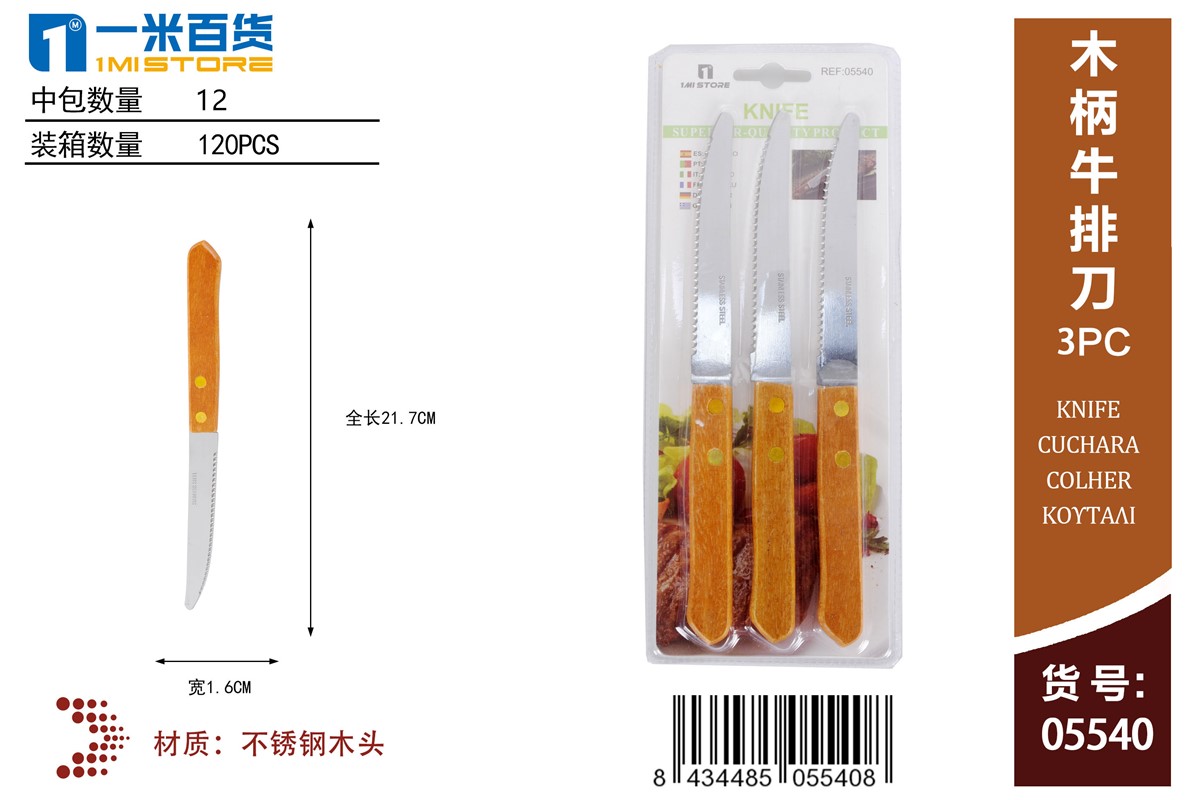 一米百货
1MI STORE
中包数量 12
装箱数量 120PCS
全长21.7CM
宽1.6CM
材质：不锈钢木头
1MI STORE
REF:05540
KNIFE
STAINLESS STEEL
STAINLESS STEEL
STAINLESS STEEL
8 434485 055408
木柄牛排刀
3PC
KNIFE
CUCHARA
COLHER
ΚΟΥΤΑΛΙ
货号:
05540